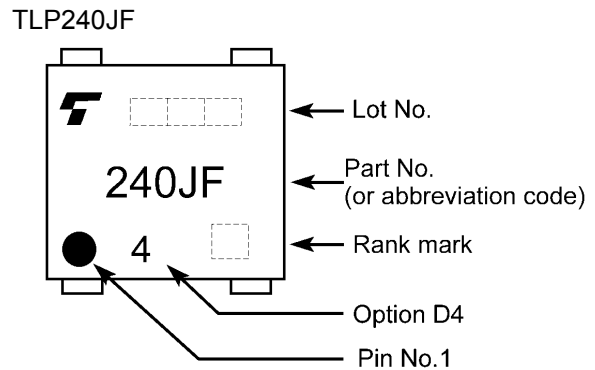 TLP240JF
Lot No.
240JF
Part No.
(or abbreviation code)
4
Rank mark
Option D4
Pin No.1